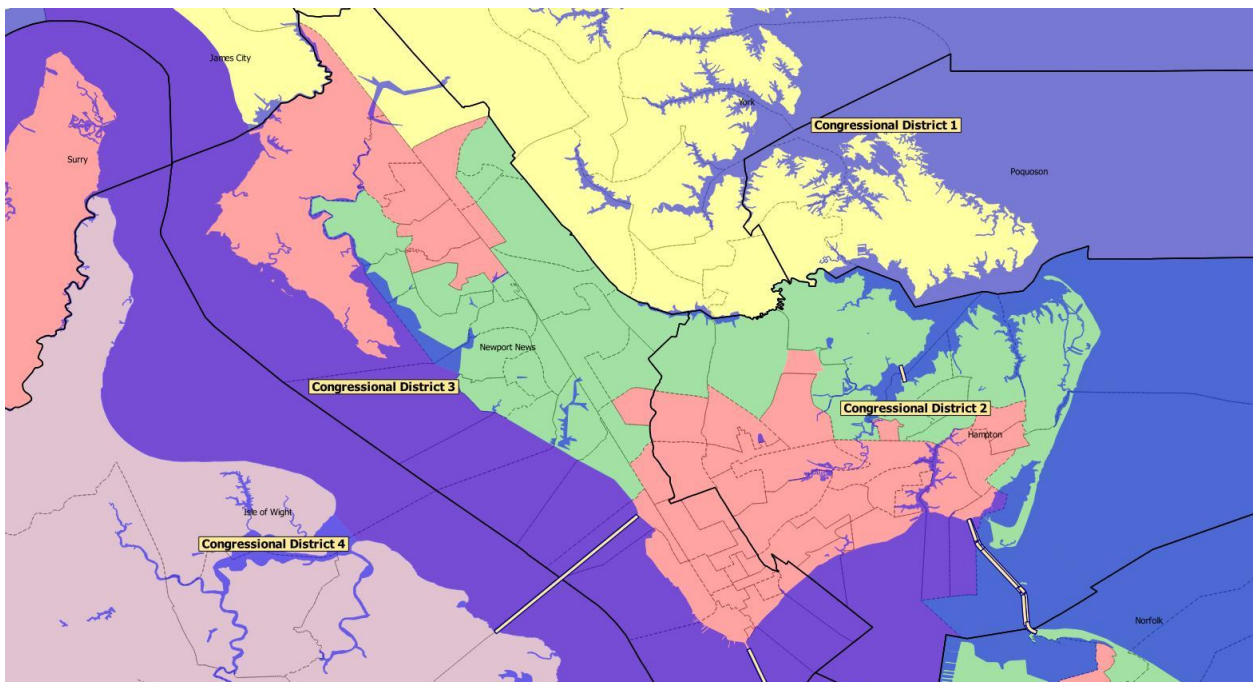 James City
York
Congressional District 1
Surry
Poquoson
Newport News
Congressional District 3
Congressional District 2
Hampton
Isle of Wight
Congressional District 4
Norfolk